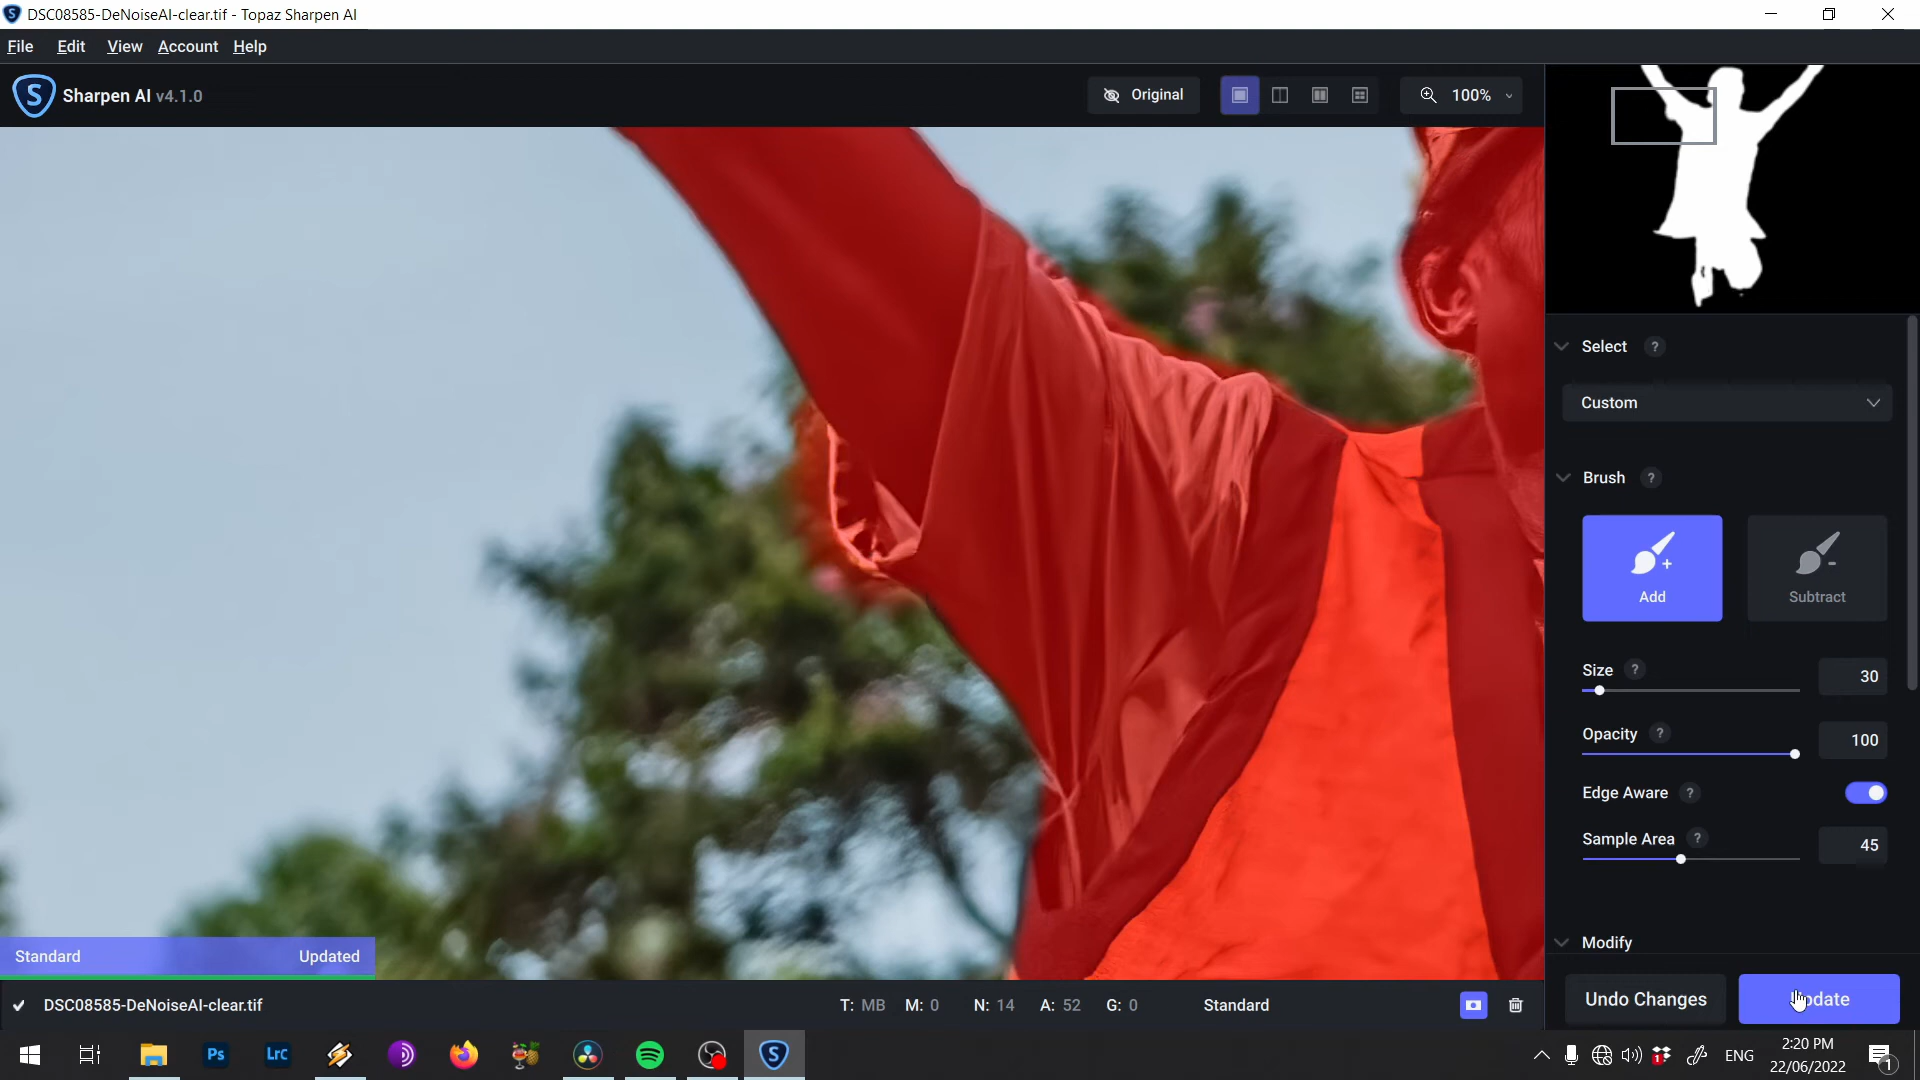 DSC08585-DeNoiseAI-clear.tif - Topaz Sharpen AI
File Edit View Account Help
S Sharpen AI v4.1.0
Original
100%
Select ?
Custom
Brush ?
Add
Subtract
Size ? 30
Opacity ? 100
Edge Aware ?
Sample Area ? 45
Modify
Standard Updated
Undo Changes
DSC08585-DeNoiseAI-clear.tif T: MB M: 0 N: 14 A: 52 G: 0 Standard
Ps Lrc S
1 ENG
2:20 PM
22/06/2022
1